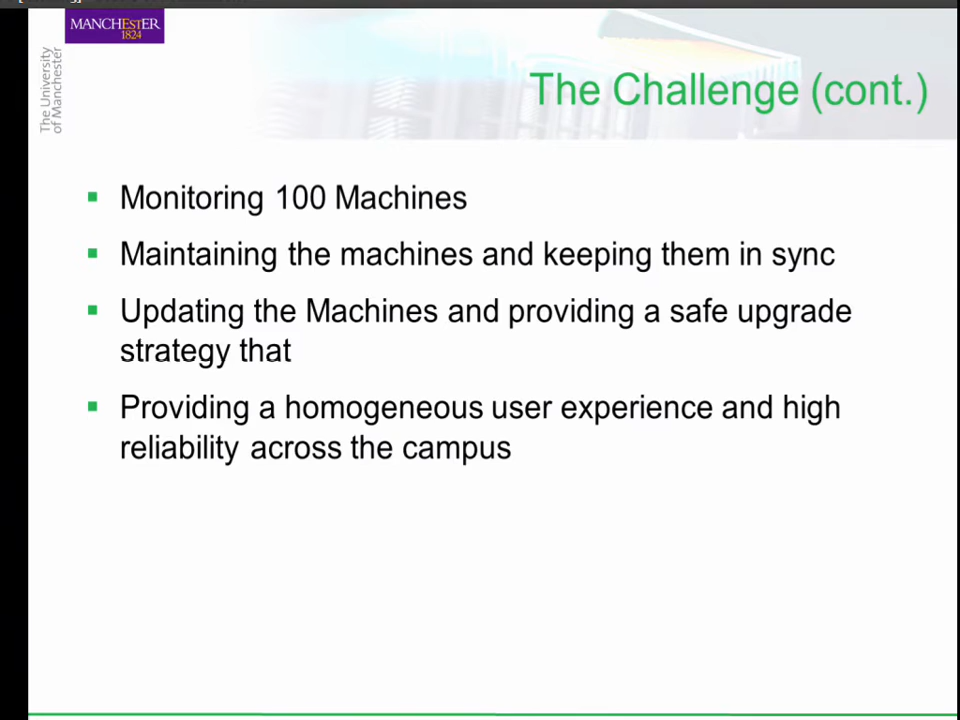 MANCHESTER
1824
The University
of Manchester
The Challenge (cont.)
Monitoring 100 Machines
Maintaining the machines and keeping them in sync
Updating the Machines and providing a safe upgrade
strategy that
Providing a homogeneous user experience and high
reliability across the campus